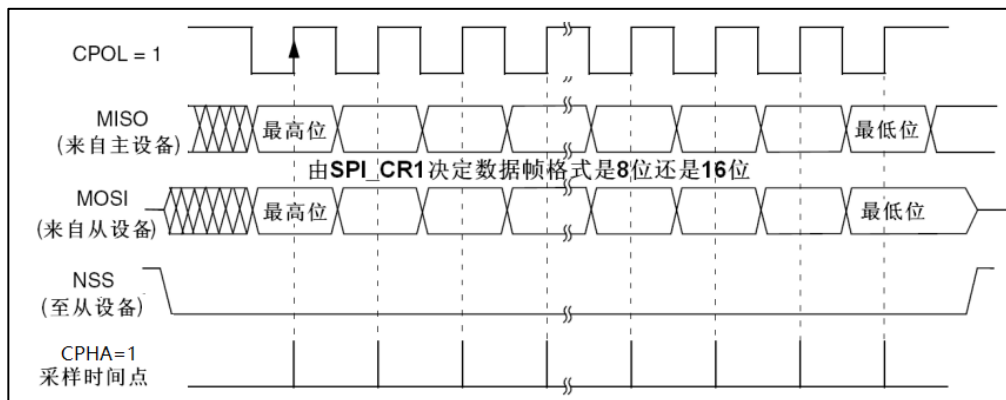 CPOL = 1
MISO
(来自主设备)
最高位
最低位
由SPI_CR1决定数据帧格式是8位还是16位
MOSI
(来自从设备)
最高位
最低位
NSS
(至从设备)
CPHA=1
采样时间点